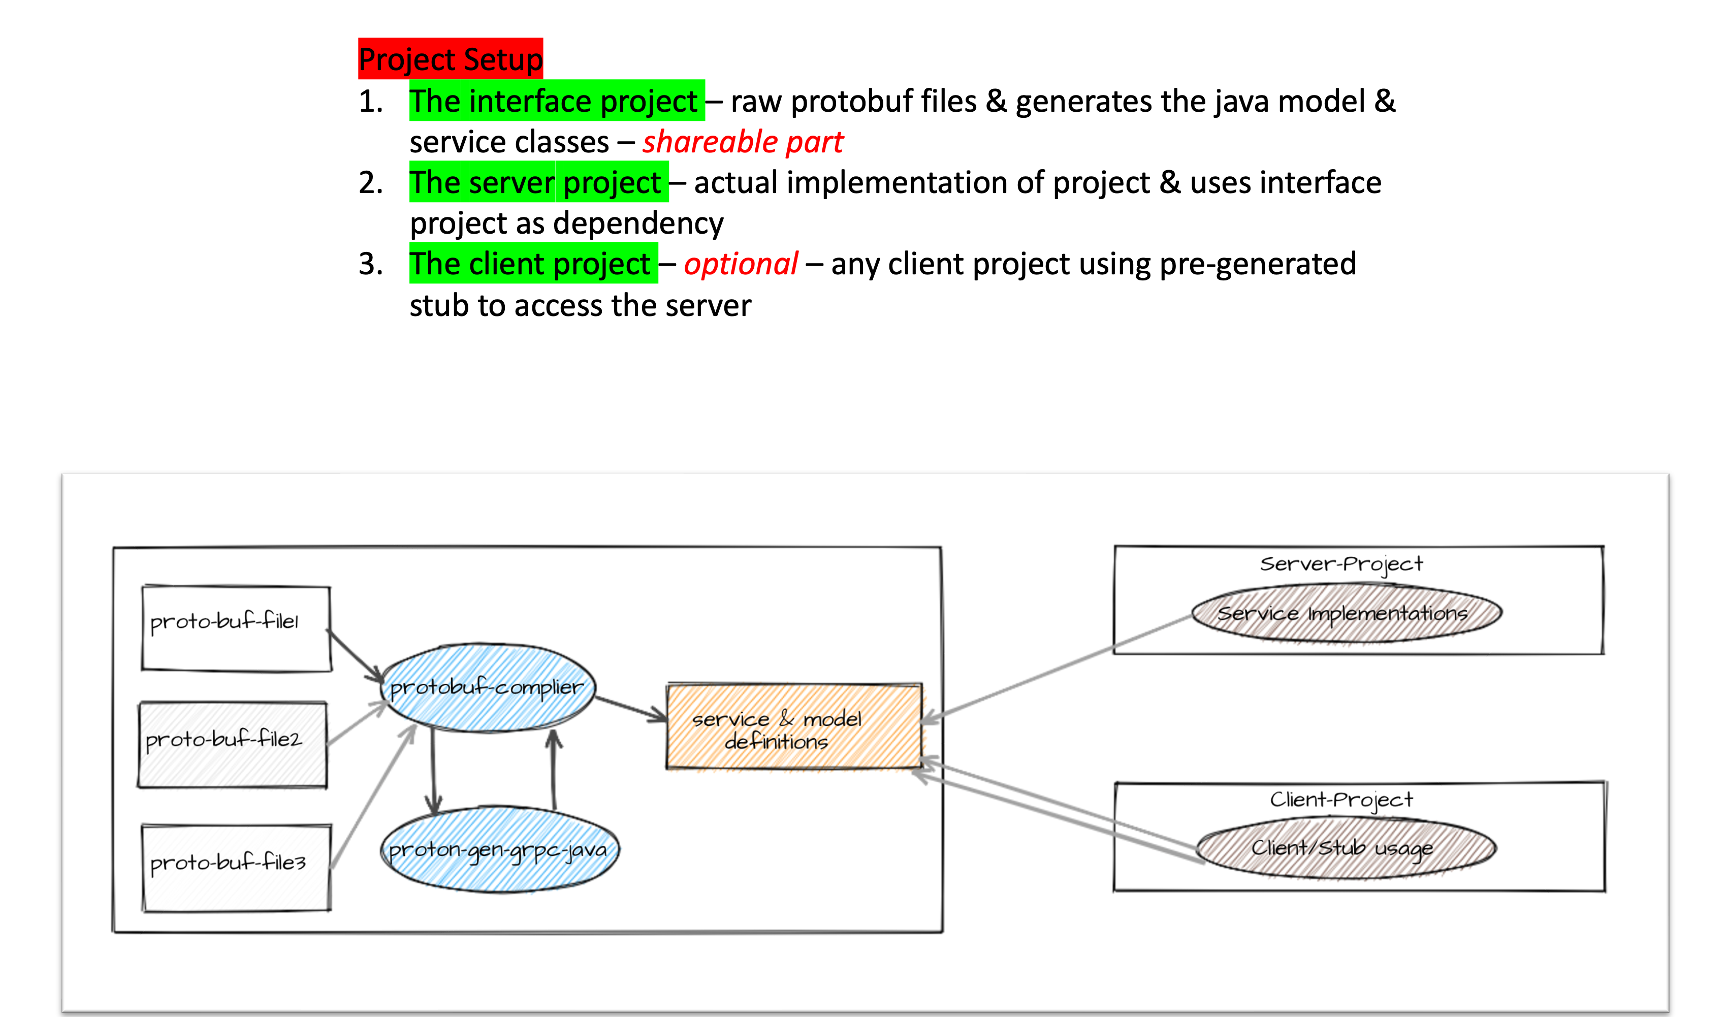 Project Setup
1. The interface project – raw protobuf files & generates the java model &
service classes – shareable part
2. The server project – actual implementation of project & uses interface
project as dependency
3. The client project – optional – any client project using pre-generated
stub to access the server
proto-buf-file1
proto-buf-file2
proto-buf-file3
protobuf-complier
proton-gen-grpc-java
service & model
definitions
Server-Project
Service Implementations
Client-Project
Client/Stub usage